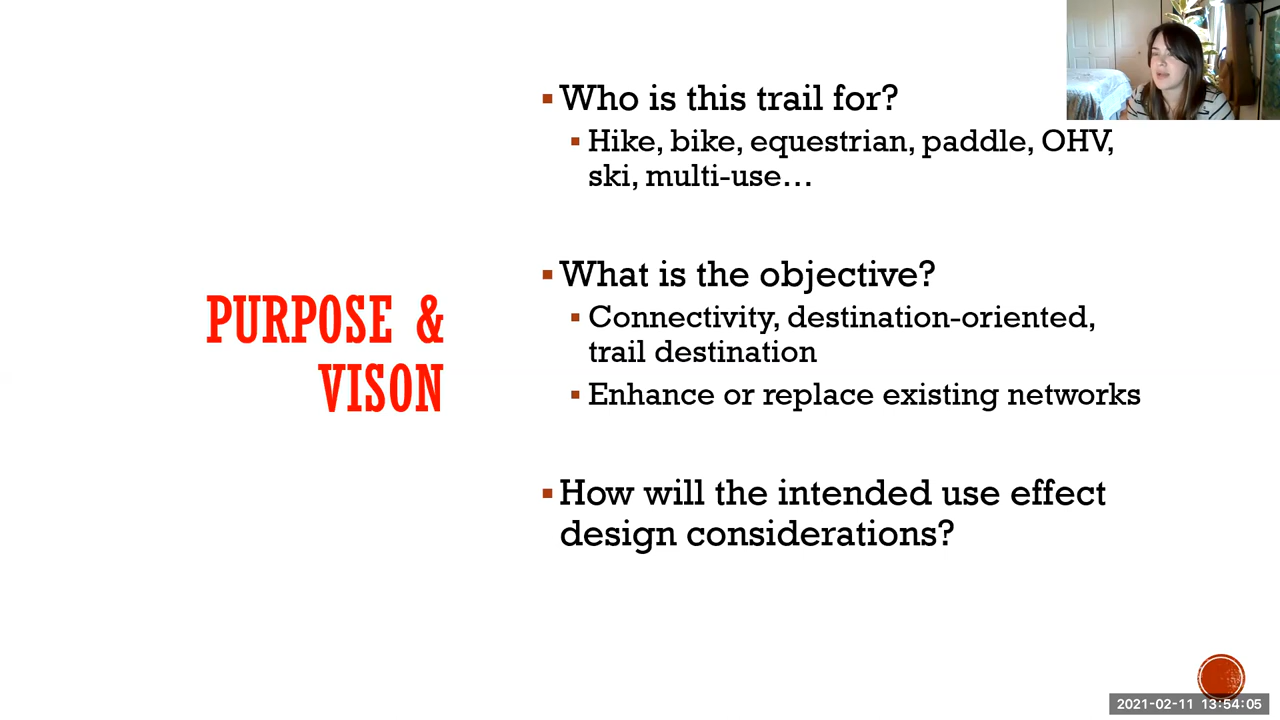 PURPOSE &
VISON
Who is this trail for?
Hike, bike, equestrian, paddle, OHV,
ski, multi-use…
What is the objective?
Connectivity, destination-oriented,
trail destination
Enhance or replace existing networks
How will the intended use effect
design considerations?
2021-02-11 13:54:05